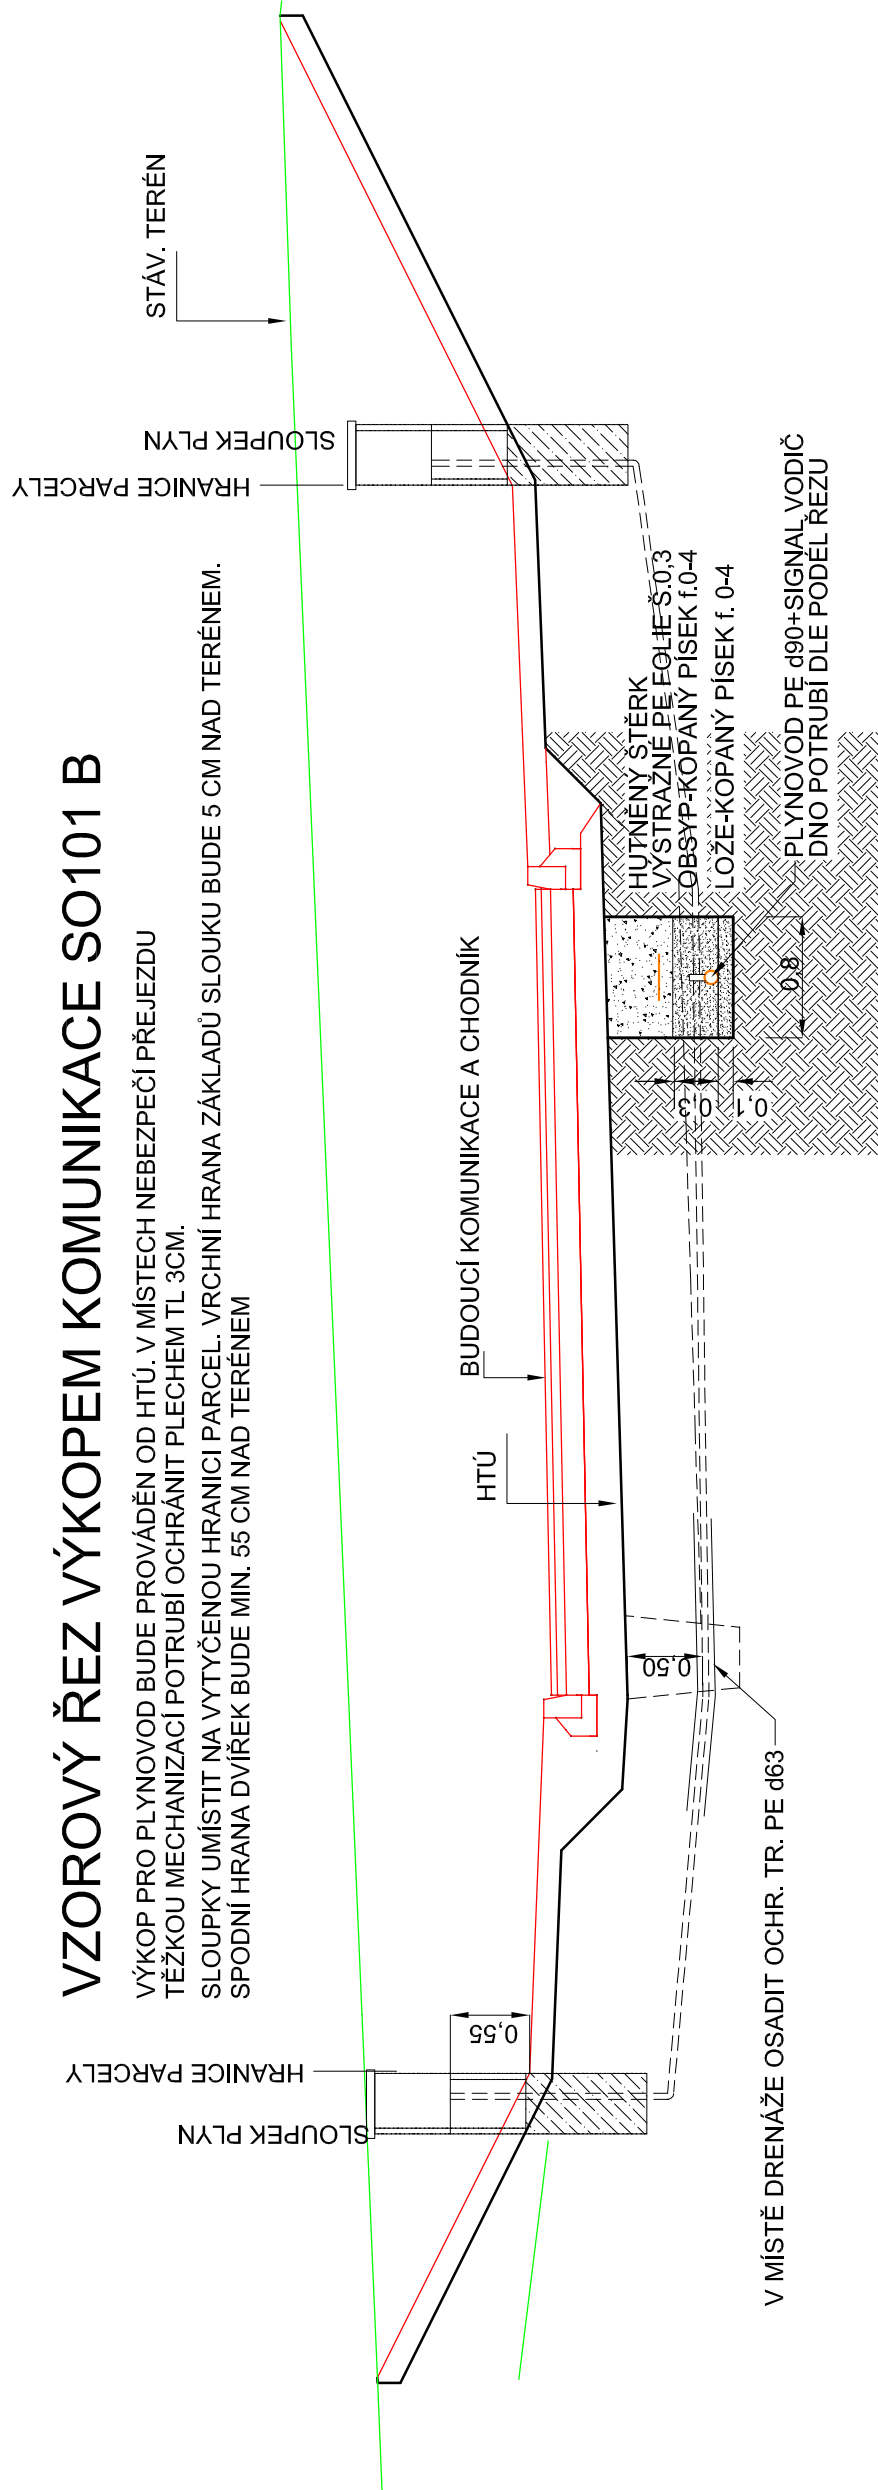 VZOROVÝ ŘEZ VÝKOPEM KOMUNIKACE SO101 B
VÝKOP PRO PLYNOVOD BUDE PROVÁDĚN OD HTÚ. V MÍSTECH NEBEZPEČÍ PŘEJEZDU
TĚŽKOU MECHANIZACÍ POTRUBÍ OCHRÁNIT PLECHEM TL 3CM.
SLOUPKY UMÍSTIT NA VYTYČENOU HRANICI PARCEL. VRCHNÍ HRANA ZÁKLADŮ SLOUKU BUDE 5 CM NAD TERÉNEM.
SPODNÍ HRANA DVÍŘEK BUDE MIN. 55 CM NAD TERÉNEM
HRANICE PARCELY
SLOUPEK PLYN
HRANICE PARCELY
SLOUPEK PLYN
STÁV. TERÉN
0,55
BUDOUCÍ KOMUNIKACE A CHODNÍK
HTÚ
0,50
HUTNĚNÝ ŠTĚRK
VÝSTRAŽNÉ PE FOLIE Š.0,3
OBSYP-KOPANÝ PÍSEK f.0-4
LOŽE-KOPANÝ PÍSEK f. 0-4
0,3
0,1
0,8
PLYNOVOD PE d90+SIGNAL.VODIČ
DNO POTRUBÍ DLE PODÉL ŘEZU
V MÍSTĚ DRENÁŽE OSADIT OCHR. TR. PE d63